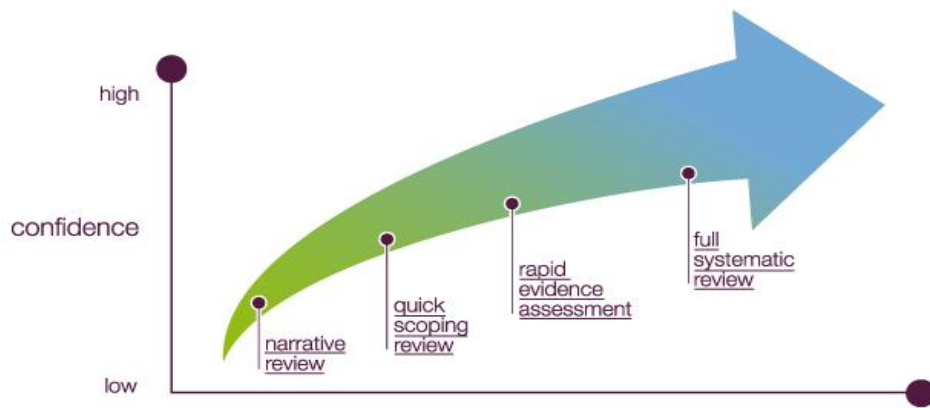 high
confidence
low
narrative
review
quick
scoping
review
rapid
evidence
assessment
full
systematic
review